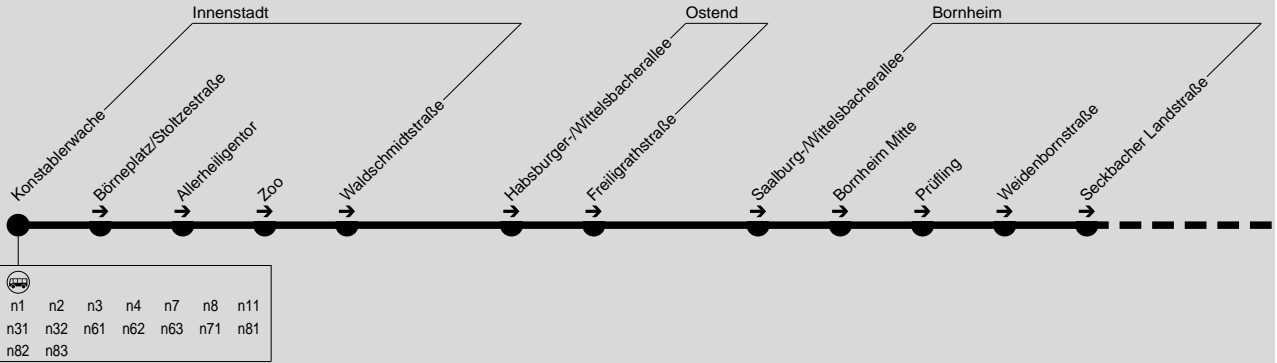 Innenstadt
Ostend
Bornheim
Konstablerwache
Börneplatz/Stoltzestraße
Allerheiligentor
Zoo
Waldschmidtstraße
Habsburger-/Wittelsbacherallee
Freiligrathstraße
Saalburg-/Wittelsbacherallee
Bornheim Mitte
Prüfling
Weidenbornstraße
Seckbacher Landstraße
n1 n2 n3 n4 n7 n8 n11
n31 n32 n61 n62 n63 n71 n81
n82 n83